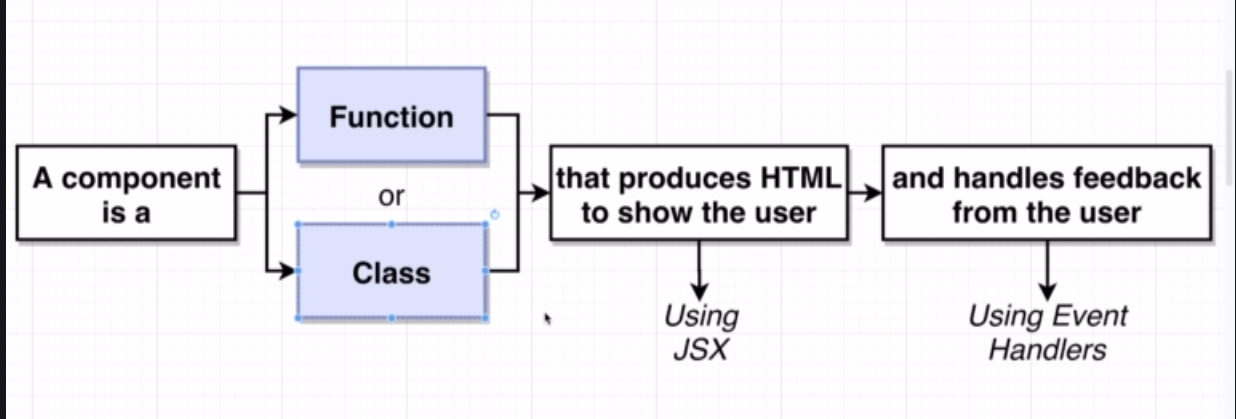 A component
is a
Function
or
Class
that produces HTML
to show the user
Using
JSX
and handles feedback
from the user
Using Event
Handlers